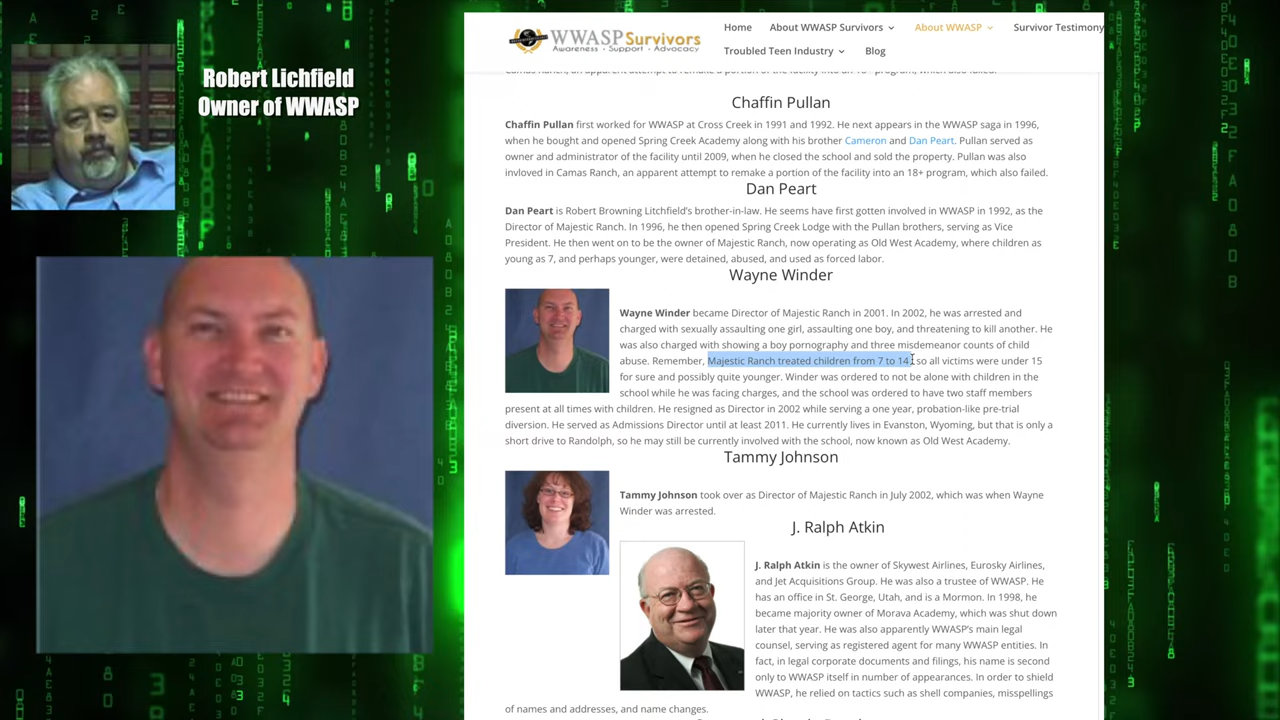 Robert Lichfield
Owner of WWASP
WWASP Survivors
Awareness · Support · Advocacy
Home
About WWASP Survivors
About WWASP
Survivor Testimony
Troubled Teen Industry
Blog
Camas Ranch, an apparent attempt to remake a portion of the facility into an 18+ program, which also failed.
Chaffin Pullan
Chaffin Pullan first worked for WWASP at Cross Creek in 1991 and 1992. He next appears in the WWASP saga in 1996,
when he bought and opened Spring Creek Academy along with his brother Cameron and Dan Peart. Pullan served as
owner and administrator of the facility until 2009, when he closed the school and sold the property. Pullan was also
invloved in Camas Ranch, an apparent attempt to remake a portion of the facility into an 18+ program, which also failed.
Dan Peart
Dan Peart is Robert Browning Litchfield's brother-in-law. He seems have first gotten involved in WWASP in 1992, as the
Director of Majestic Ranch. In 1996, he then opened Spring Creek Lodge with the Pullan brothers, serving as Vice
President. He then went on to be the owner of Majestic Ranch, now operating as Old West Academy, where children as
young as 7, and perhaps younger, were detained, abused, and used as forced labor.
Wayne Winder
Wayne Winder became Director of Majestic Ranch in 2001. In 2002, he was arrested and
charged with sexually assaulting one girl, assaulting one boy, and threatening to kill another. He
was also charged with showing a boy pornography and three misdemeanor counts of child
abuse. Remember, Majestic Ranch treated children from 7 to 14, so all victims were under 15
for sure and possibly quite younger. Winder was ordered to not be alone with children in the
school while he was facing charges, and the school was ordered to have two staff members
present at all times with children. He resigned as Director in 2002 while serving a one year, probation-like pre-trial
diversion. He served as Admissions Director until at least 2011. He currently lives in Evanston, Wyoming, but that is only a
short drive to Randolph, so he may still be currently involved with the school, now known as Old West Academy.
Tammy Johnson
Tammy Johnson took over as Director of Majestic Ranch in July 2002, which was when Wayne
Winder was arrested.
J. Ralph Atkin
J. Ralph Atkin is the owner of Skywest Airlines, Eurosky Airlines,
and Jet Acquisitions Group. He was also a trustee of WWASP. He
has an office in St. George, Utah, and is a Mormon. In 1998, he
became majority owner of Morava Academy, which was shut down
later that year. He was also apparently WWASP's main legal
counsel, serving as registered agent for many WWASP entities. In
fact, in legal corporate documents and filings, his name is second
only to WWASP itself in number of appearances. In order to shield
WWASP, he relied on tactics such as shell companies, misspellings
of names and addresses, and name changes.